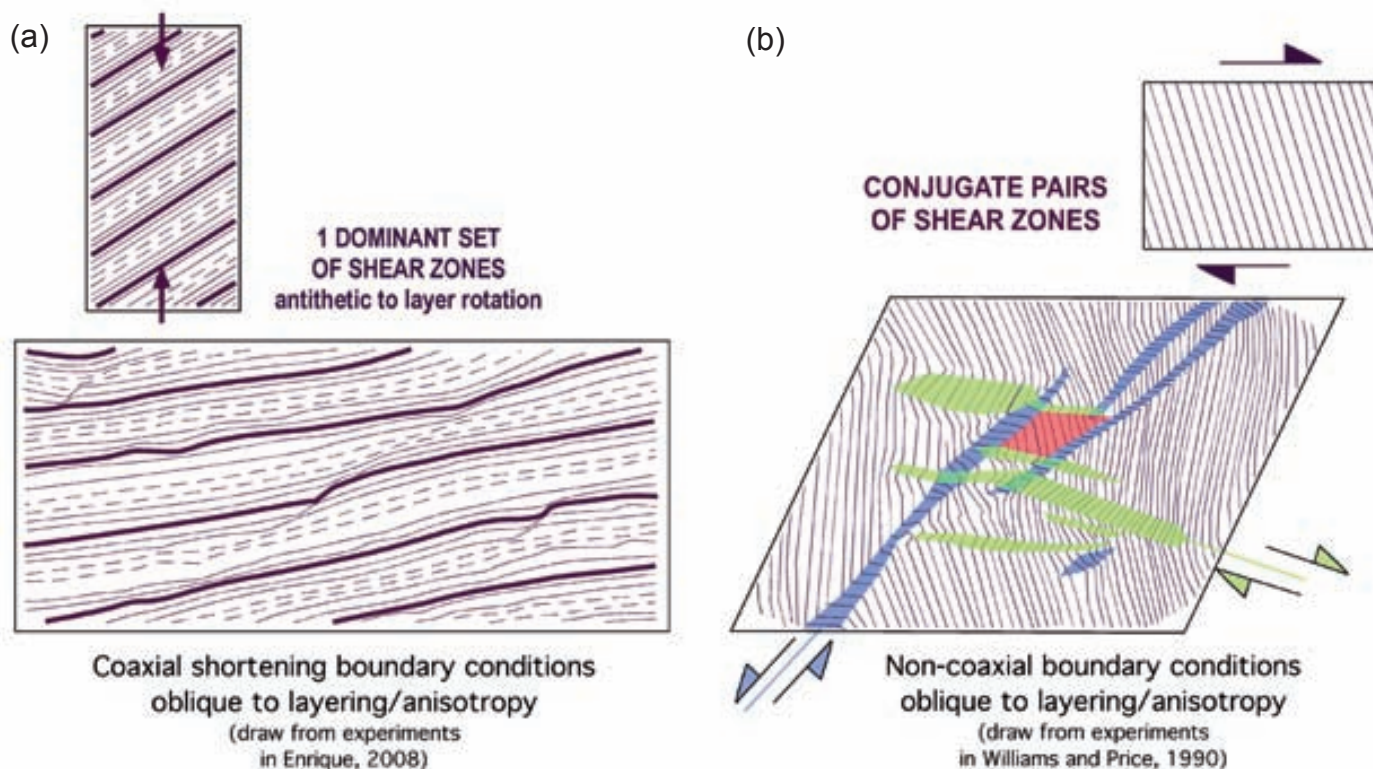 (a)
1 DOMINANT SET
OF SHEAR ZONES
antithetic to layer rotation
Coaxial shortening boundary conditions
oblique to layering/anisotropy
(draw from experiments
in Enrique, 2008)
(b)
CONJUGATE PAIRS
OF SHEAR ZONES
Non-coaxial boundary conditions
oblique to layering/anisotropy
(draw from experiments
in Williams and Price, 1990)